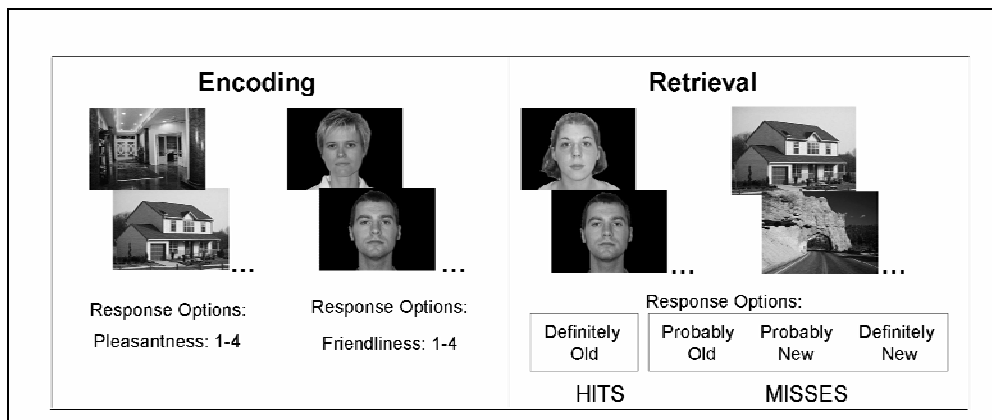 Encoding
Retrieval
...
...
...
...
Response Options:
Pleasantness: 1-4
Response Options:
Friendliness: 1-4
Response Options:
Definitely
Old
Probably
Old
Probably
New
Definitely
New
HITS
MISSES